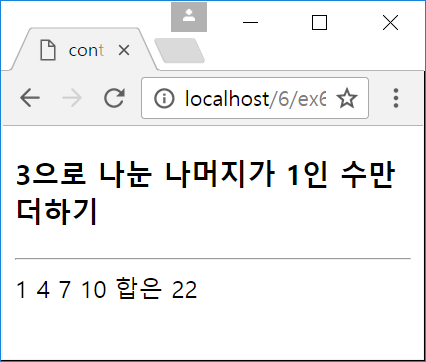 cont
localhost/6/ex6
3으로 나눈 나머지가 1인 수만
더하기
1 4 7 10 합은 22